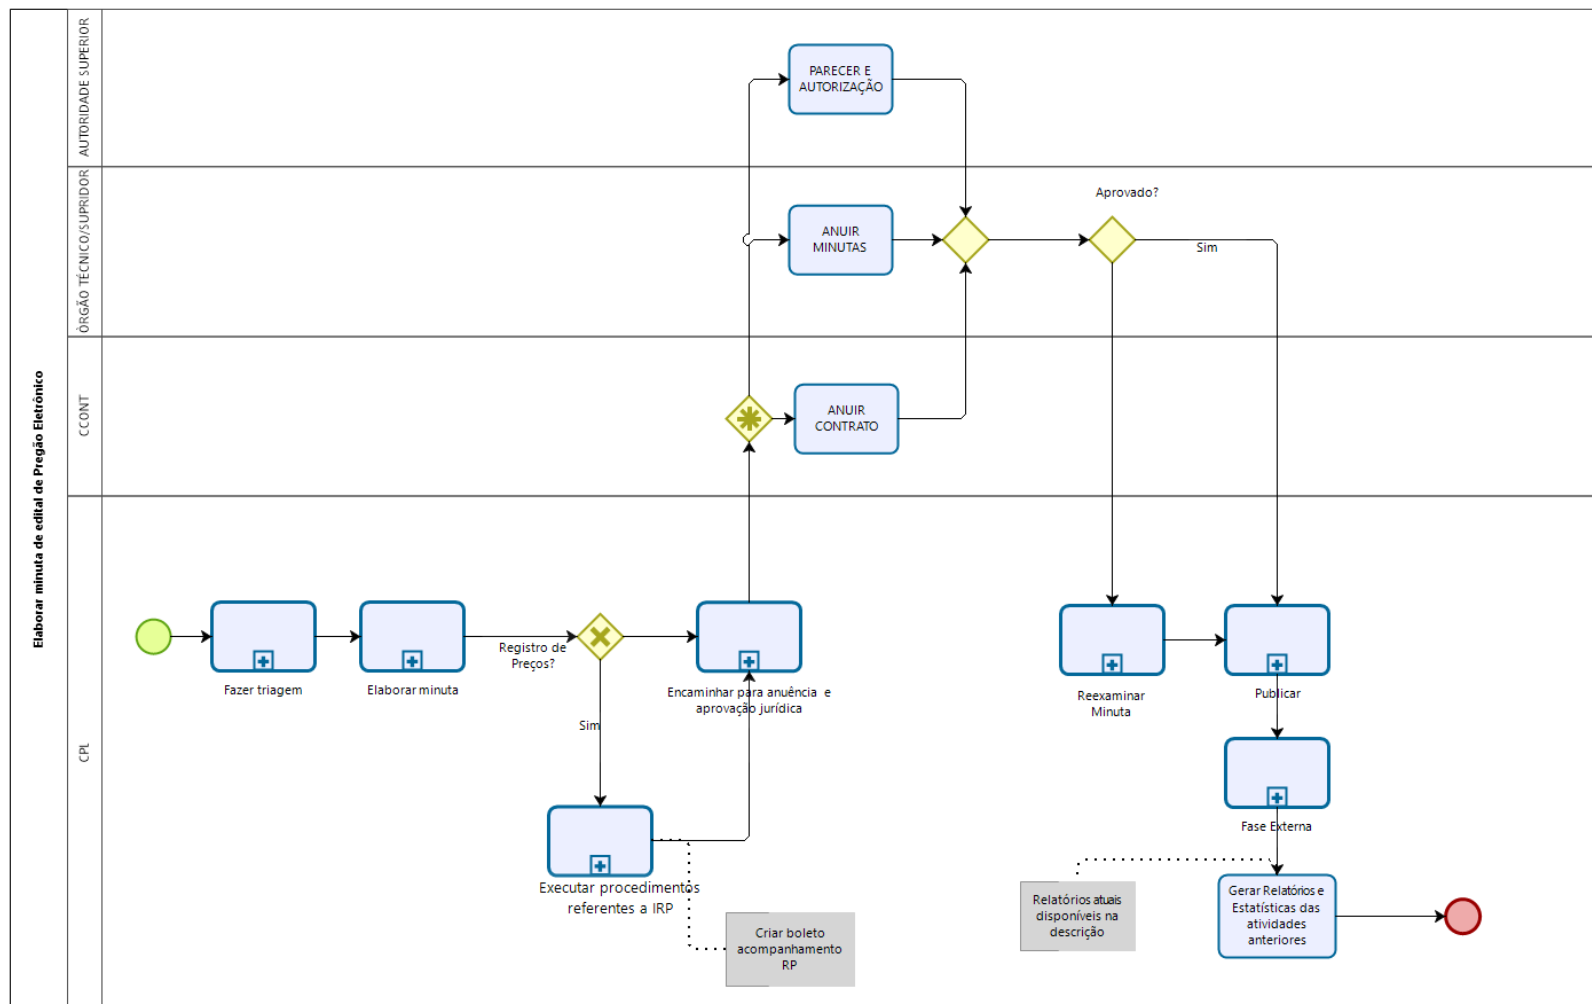 Elaborar minuta de edital de Pregão Eletrônico
AUTORIDADE SUPERIOR
PARECER E
AUTORIZAÇÃO
ÓRGÃO TÉCNICO/SUPRIDOR
ANUIR
MINUTAS
Aprovado?
Sim
CCONT
ANUIR
CONTRATO
CPL
Fazer triagem
Elaborar minuta
Registro de
Preços?
Sim
Encaminhar para anuência e
aprovação jurídica
Executar procedimentos
referentes a IRP
Criar boleto
acompanhamento
RP
Reexaminar
Minuta
Publicar
Fase Externa
Relatórios atuais
disponíveis na
descrição
Gerar Relatórios e
Estatísticas das
atividades
anteriores